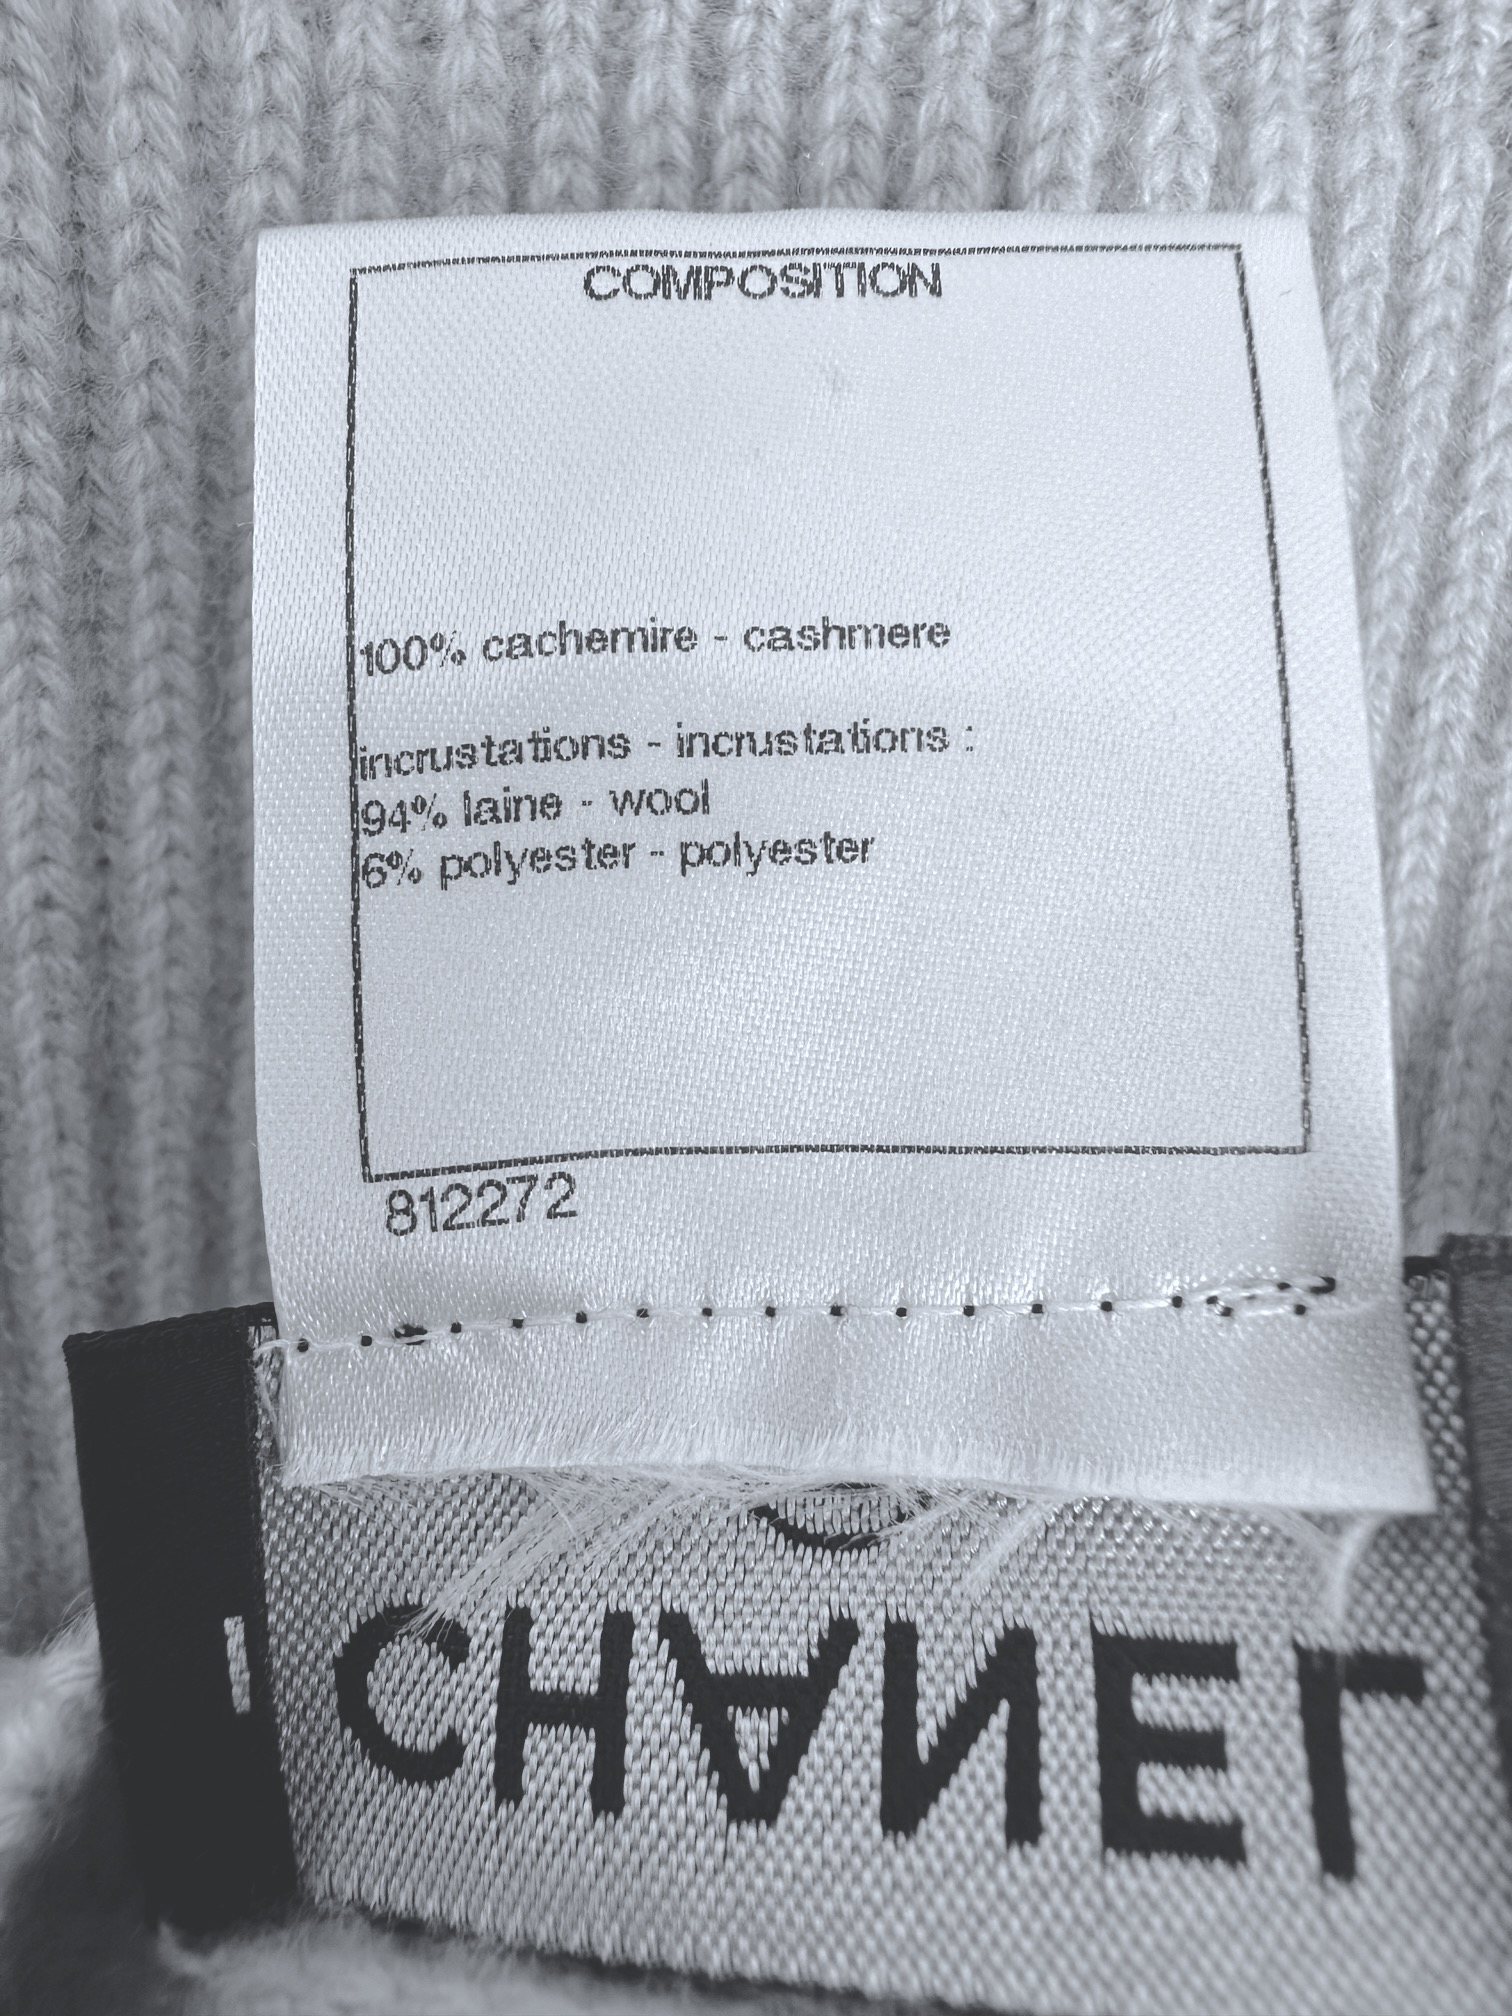 COMPOSITION
100% cachemire - cashmere
incrustations - incrustations :
94% laine - wool
6% polyester - polyester
812272
CHANEL